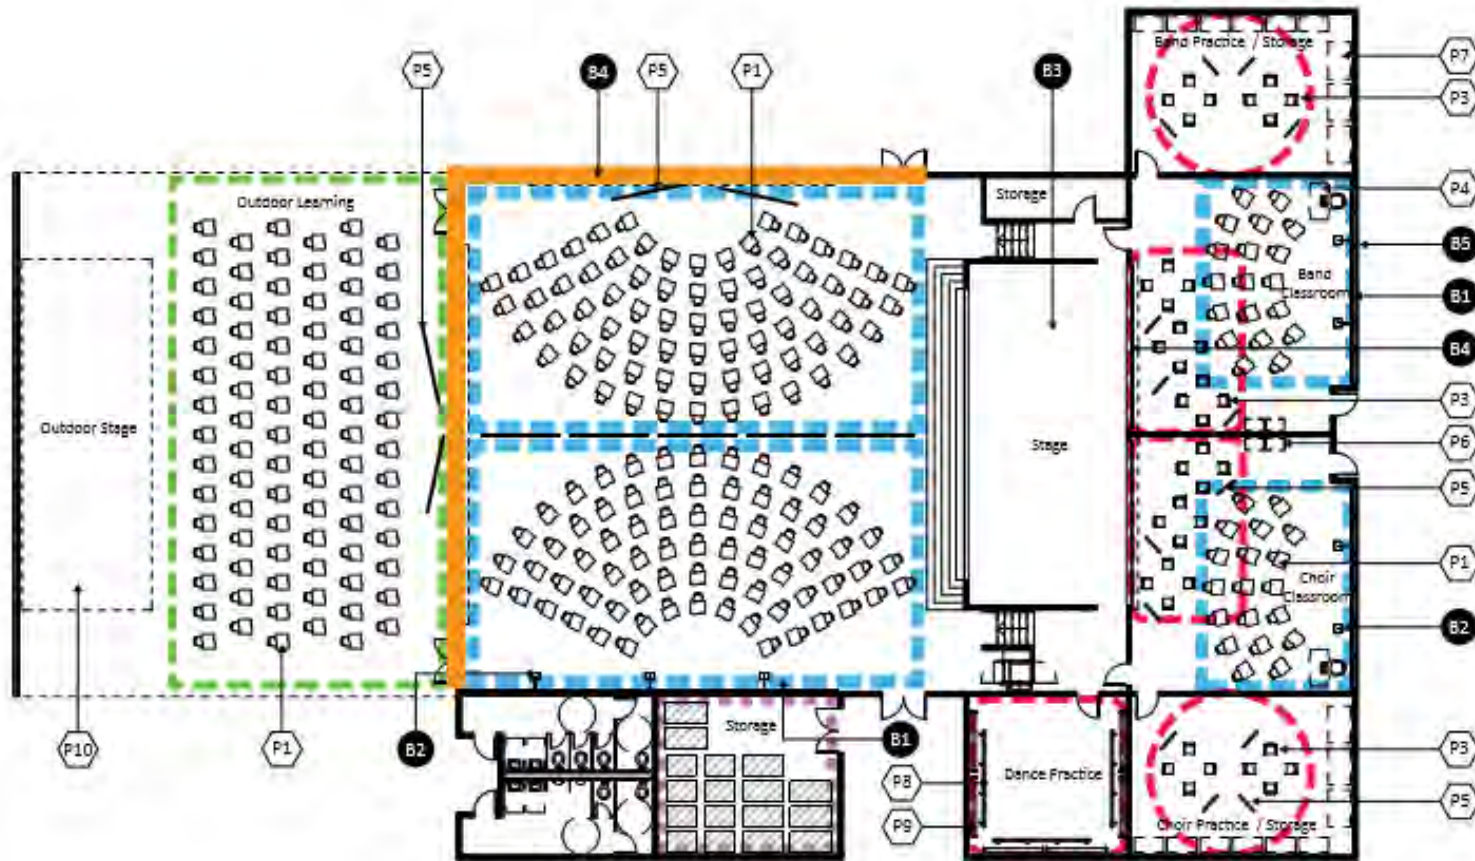 Band Practice / Storage
P7
P5
B4
P5
P1
B3
P3
P4
Storage
Outdoor Learning
B5
Band
Classroom
B1
B4
P3
Outdoor Stage
Stage
P6
P5
P1
Choir
Classroom
B2
Storage
P10
P1
B2
B1
P3
Dance Practice
P8
P5
P9
Choir Practice / Storage